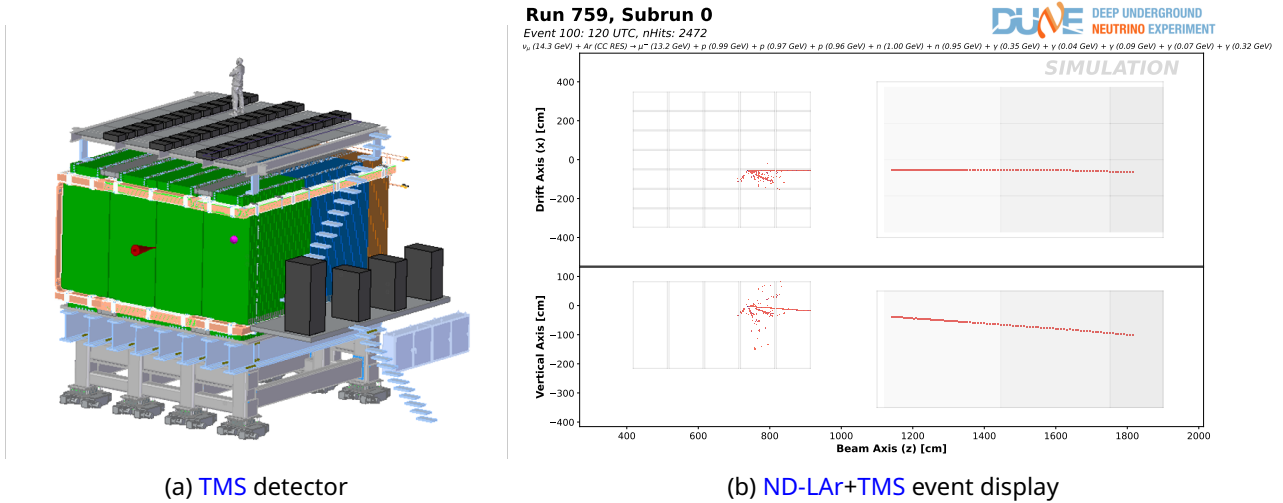 Run 759, Subrun 0
Event 100: 120 UTC, nHits: 2472
νμ (14.3 GeV) + Ar (CC RES) → μ− (13.2 GeV) + p (0.99 GeV) + p (0.97 GeV) + p (0.96 GeV) + n (1.00 GeV) + n (0.95 GeV) + γ (0.35 GeV) + γ (0.04 GeV) + γ (0.09 GeV) + γ (0.07 GeV) + γ (0.32 GeV)
DUNE
DEEP UNDERGROUND
NEUTRINO EXPERIMENT
SIMULATION
Drift Axis (x) [cm]
400
200
0
−200
−400
Vertical Axis [cm]
100
0
−100
−200
−300
−400
400 600 800 1000 1200 1400 1600 1800 2000
Beam Axis (z) [cm]
(a) TMS detector
(b) ND-LAr+TMS event display